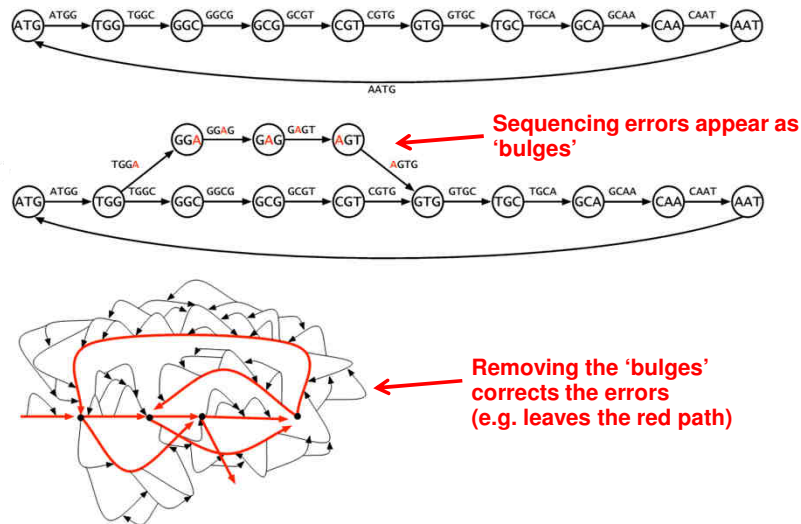 ATGG TGGC GGCG GCGT CGTG GTGC TGCA GCAA CAAT
ATG TGG GGC GCG CGT GTG TGC GCA CAA AAT
AATG
Sequencing errors appear as
‘bulges’
GGAG GAGT
GGA GAG AGT
TGGA AGTG
ATGG TGGC GGCG GCGT CGTG GTGC TGCA GCAA CAAT
ATG TGG GGC GCG CGT GTG TGC GCA CAA AAT
Removing the ‘bulges’
corrects the errors
(e.g. leaves the red path)